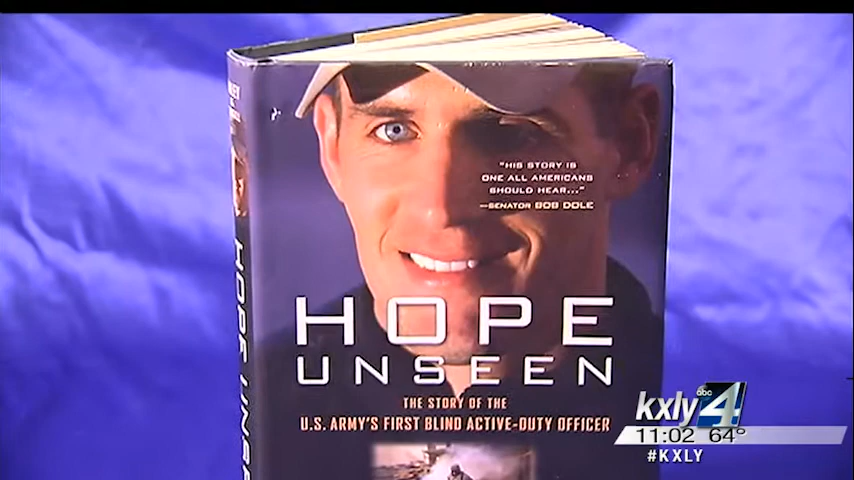 "HIS STORY IS
ONE ALL AMERICANS
SHOULD HEAR..."
—SENATOR BOB DOLE
HOPE
UNSEEN
THE STORY OF THE
U.S. ARMY'S FIRST BLIND ACTIVE-DUTY OFFICER
HOPE UNSE
kxly abc 4
11:02 64°
#KXLY